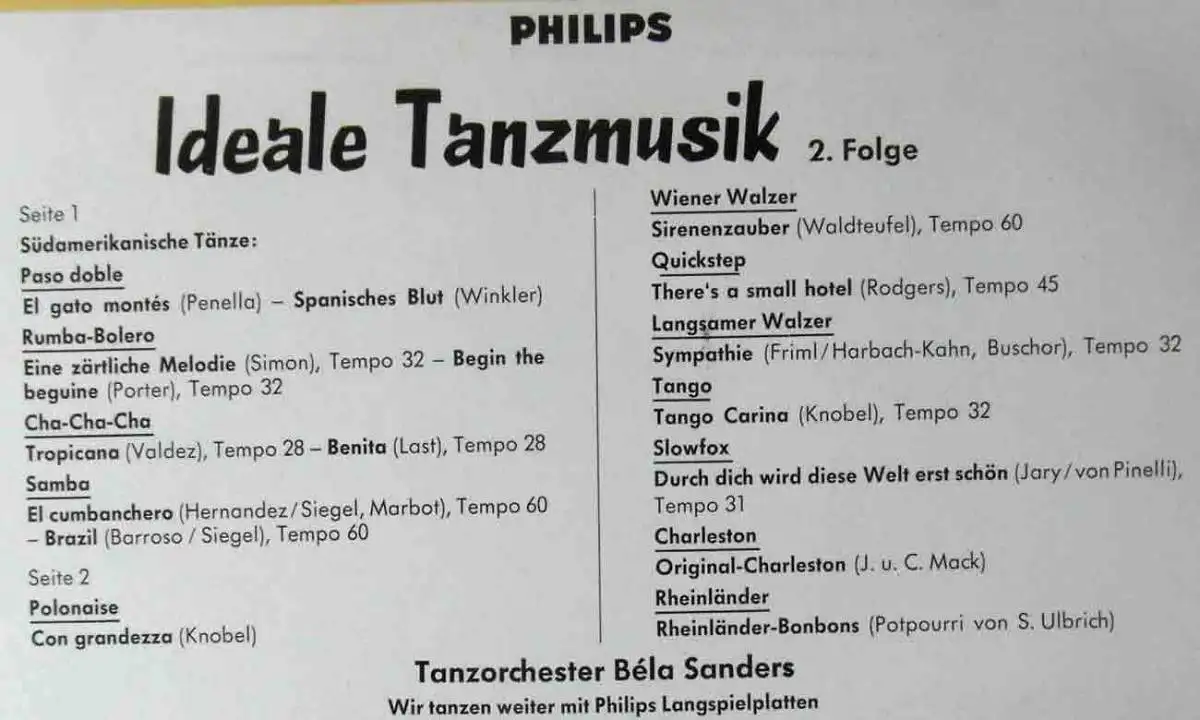 PHILIPS
Ideale Tanzmusik 2. Folge
Seite 1
Südamerikanische Tänze:
Paso doble
El gato montés (Penella) – Spanisches Blut (Winkler)
Rumba-Bolero
Eine zärtliche Melodie (Simon), Tempo 32 – Begin the
beguine (Porter), Tempo 32
Cha-Cha-Cha
Tropicana (Valdez), Tempo 28 – Benita (Last), Tempo 28
Samba
El cumbanchero (Hernandez/Siegel, Marbot), Tempo 60
– Brazil (Barroso / Siegel), Tempo 60
Seite 2
Polonaise
Con grandezza (Knobel)
Wiener Walzer
Sirenenzauber (Waldteufel), Tempo 60
Quickstep
There's a small hotel (Rodgers), Tempo 45
Langsamer Walzer
Sympathie (Friml/Harbach-Kahn, Buschor), Tempo 32
Tango
Tango Carina (Knobel), Tempo 32
Slowfox
Durch dich wird diese Welt erst schön (Jary/von Pinelli),
Tempo 31
Charleston
Original-Charleston (J. u. C. Mack)
Rheinländer
Rheinländer-Bonbons (Potpourri von S. Ulbrich)
Tanzorchester Béla Sanders
Wir tanzen weiter mit Philips Langspielplatten